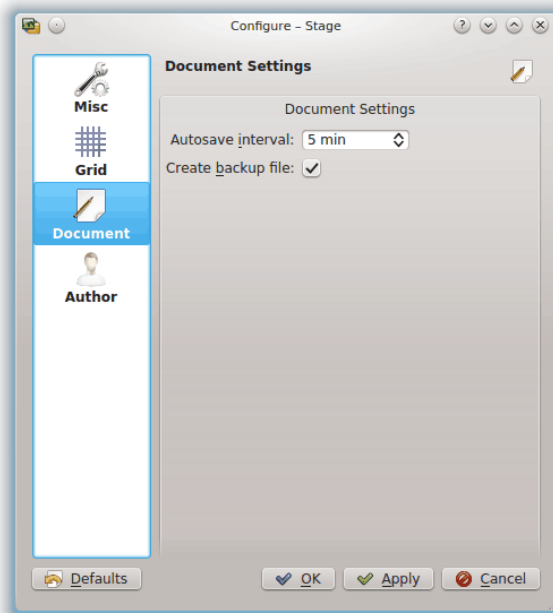 Configure – Stage
Misc
Grid
Document
Author
Document Settings
Document Settings
Autosave interval: 5 min
Create backup file:
Defaults
OK
Apply
Cancel